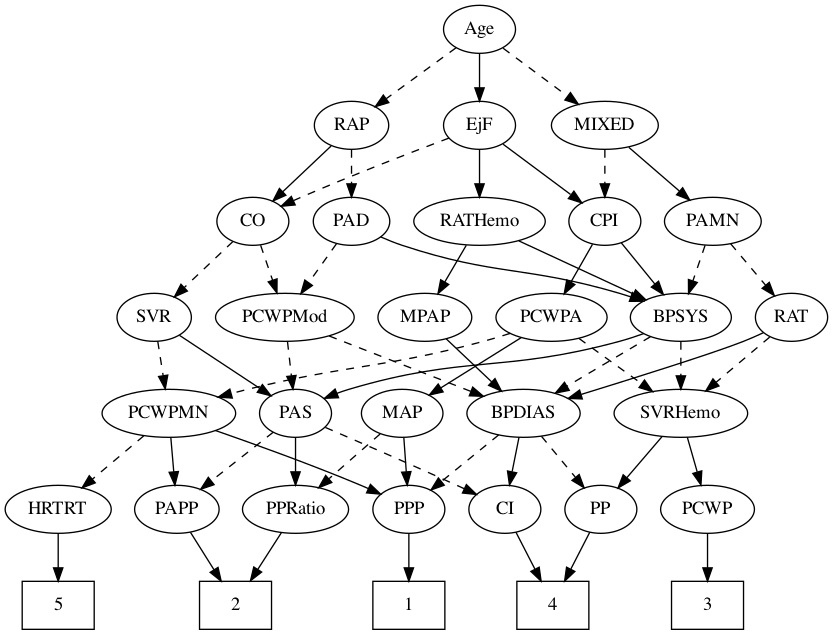 Age
RAP
EjF
MIXED
CO
PAD
RATHemo
CPI
PAMN
SVR
PCWPMod
MPAP
PCWPA
BPSYS
RAT
PCWPMN
PAS
MAP
BPDIAS
SVRHemo
HRTRT
PAPP
PPRatio
PPP
CI
PP
PCWP
5
2
1
4
3